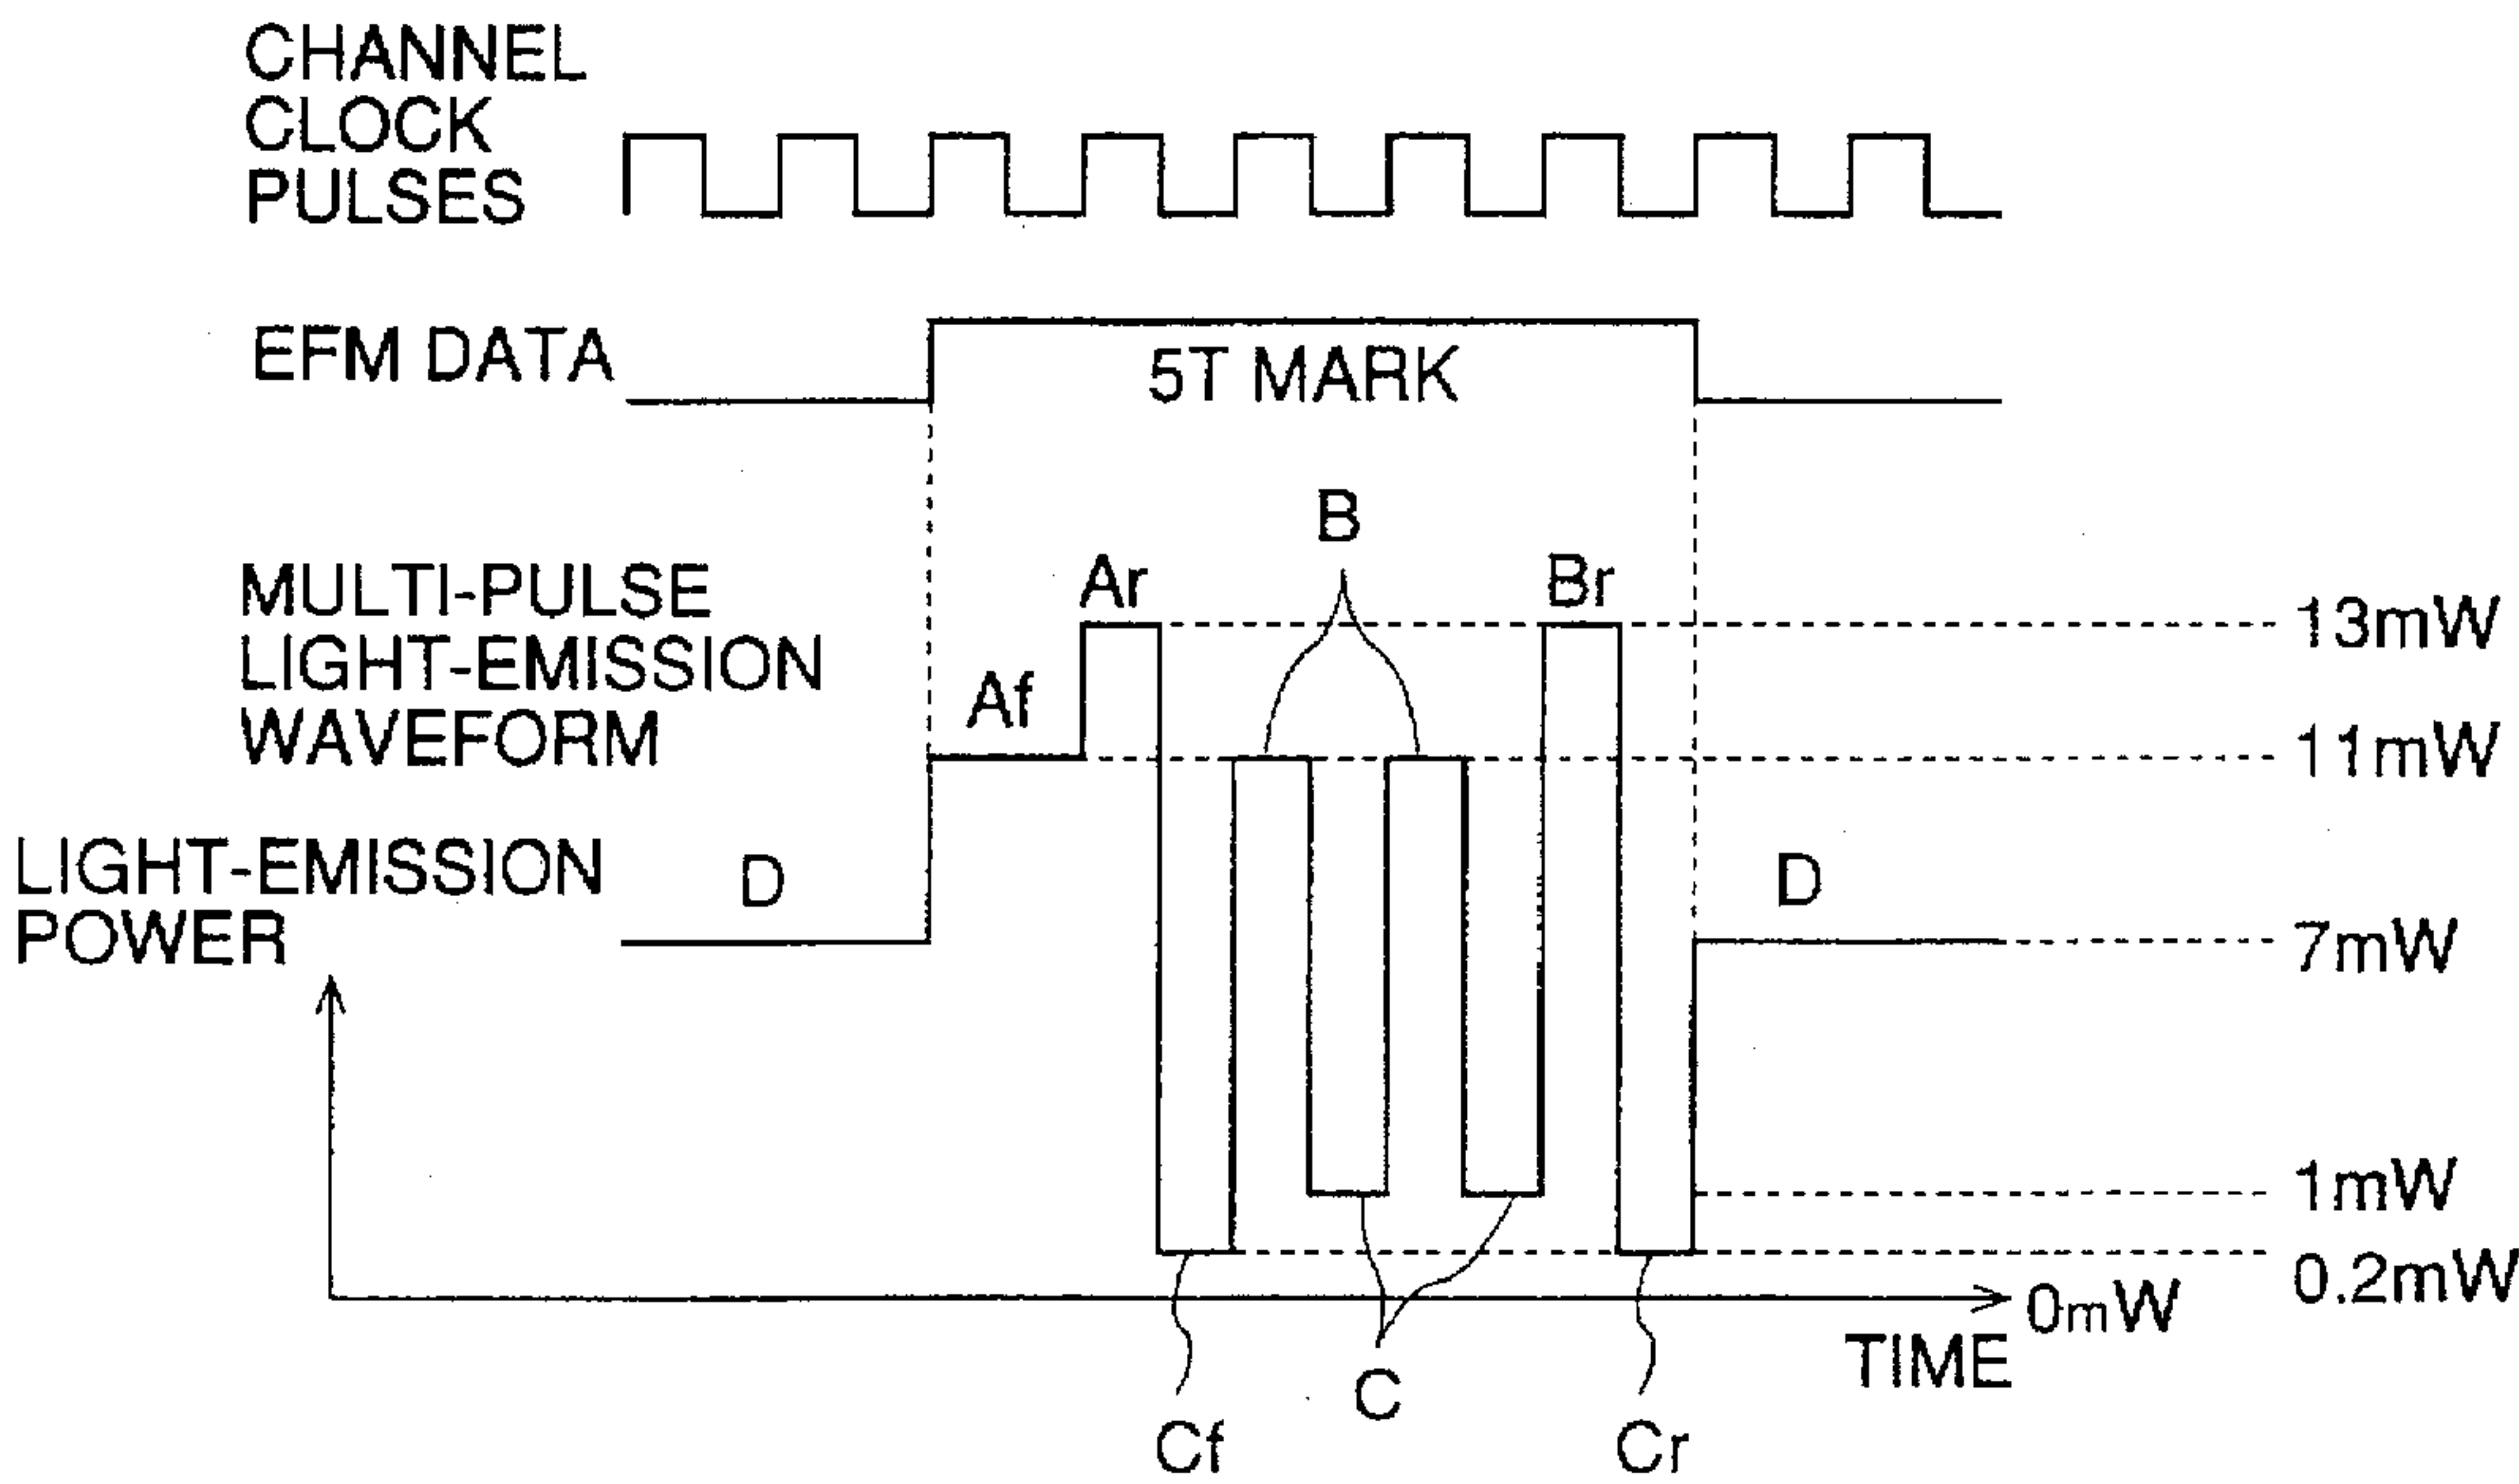 CHANNEL
CLOCK
PULSES
EFM DATA
5T MARK
B
Ar
Br
MULTI-PULSE
LIGHT-EMISSION
WAVEFORM
13mW
Af
11mW
LIGHT-EMISSION
POWER
D
D
7mW
1mW
0.2mW
0mW
TIME
C
Cf
Cr